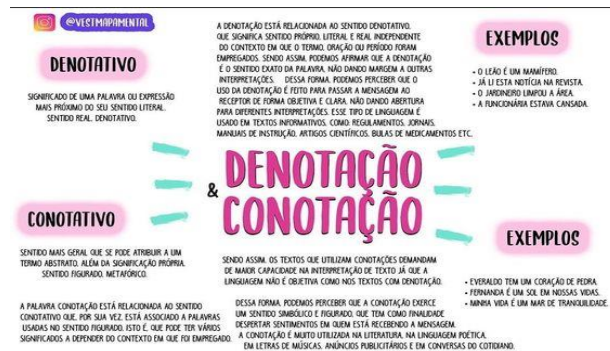 @VESTMAPAMENTAL
DENOTATIVO
SIGNIFICADO DE UMA PALAVRA OU EXPRESSÃO
MAIS PRÓXIMO DO SEU SENTIDO LITERAL.
SENTIDO REAL, DENOTATIVO.
A DENOTAÇÃO ESTÁ RELACIONADA AO SENTIDO DENOTATIVO,
QUE SIGNIFICA SENTIDO PRÓPRIO, LITERAL E REAL INDEPENDENTE
DO CONTEXTO EM QUE O TERMO, ORAÇÃO OU PERÍODO FORAM
EMPREGADOS. SENDO ASSIM, PODEMOS AFIRMAR QUE A DENOTAÇÃO
É O SENTIDO EXATO DA PALAVRA, NÃO DANDO MARGEM A OUTRAS
INTERPRETAÇÕES. DESSA FORMA, PODEMOS PERCEBER QUE O
USO DA DENOTAÇÃO É FEITO PARA PASSAR A MENSAGEM AO
RECEPTOR DE FORMA OBJETIVA E CLARA, NÃO DANDO ABERTURA
PARA DIFERENTES INTERPRETAÇÕES. ESSE TIPO DE LINGUAGEM É
USADO EM TEXTOS INFORMATIVOS, COMO: REGULAMENTOS, JORNAIS,
MANUAIS DE INSTRUÇÃO, ARTIGOS CIENTÍFICOS, BULAS DE MEDICAMENTOS ETC.
EXEMPLOS
• O LEÃO É UM MAMÍFERO.
• JÁ LI ESTA NOTÍCIA NA REVISTA.
• O JARDINEIRO LIMPOU A ÁREA.
• A FUNCIONÁRIA ESTAVA CANSADA.
DENOTAÇÃO
& CONOTAÇÃO
CONOTATIVO
SENTIDO MAIS GERAL QUE SE PODE ATRIBUIR A UM
TERMO ABSTRATO, ALÉM DA SIGNIFICAÇÃO PRÓPRIA.
SENTIDO FIGURADO, METAFÓRICO.
A PALAVRA CONOTAÇÃO ESTÁ RELACIONADA AO SENTIDO
CONOTATIVO QUE, POR SUA VEZ, ESTÁ ASSOCIADO A PALAVRAS
USADAS NO SENTIDO FIGURADO, ISTO É, QUE PODE TER VÁRIOS
SIGNIFICADOS A DEPENDER DO CONTEXTO EM QUE FOI EMPREGADO.
SENDO ASSIM, OS TEXTOS QUE UTILIZAM CONOTAÇÕES DEMANDAM
DE MAIOR CAPACIDADE NA INTERPRETAÇÃO DE TEXTO JÁ QUE A
LINGUAGEM NÃO É OBJETIVA COMO NOS TEXTOS COM DENOTAÇÃO.
DESSA FORMA, PODEMOS PERCEBER QUE A CONOTAÇÃO EXERCE
UM SENTIDO SIMBÓLICO E FIGURADO, QUE TEM COMO FINALIDADE
DESPERTAR SENTIMENTOS EM QUEM ESTÁ RECEBENDO A MENSAGEM.
A CONOTAÇÃO É MUITO UTILIZADA NA LITERATURA, NA LINGUAGEM POÉTICA,
EM LETRAS DE MÚSICAS, ANÚNCIOS PUBLICITÁRIOS E EM CONVERSAS DO COTIDIANO.
EXEMPLOS
• EVERALDO TEM UM CORAÇÃO DE PEDRA.
• FERNANDA É UM SOL EM NOSSAS VIDAS.
• MINHA VIDA É UM MAR DE TRANQUILIDADE.